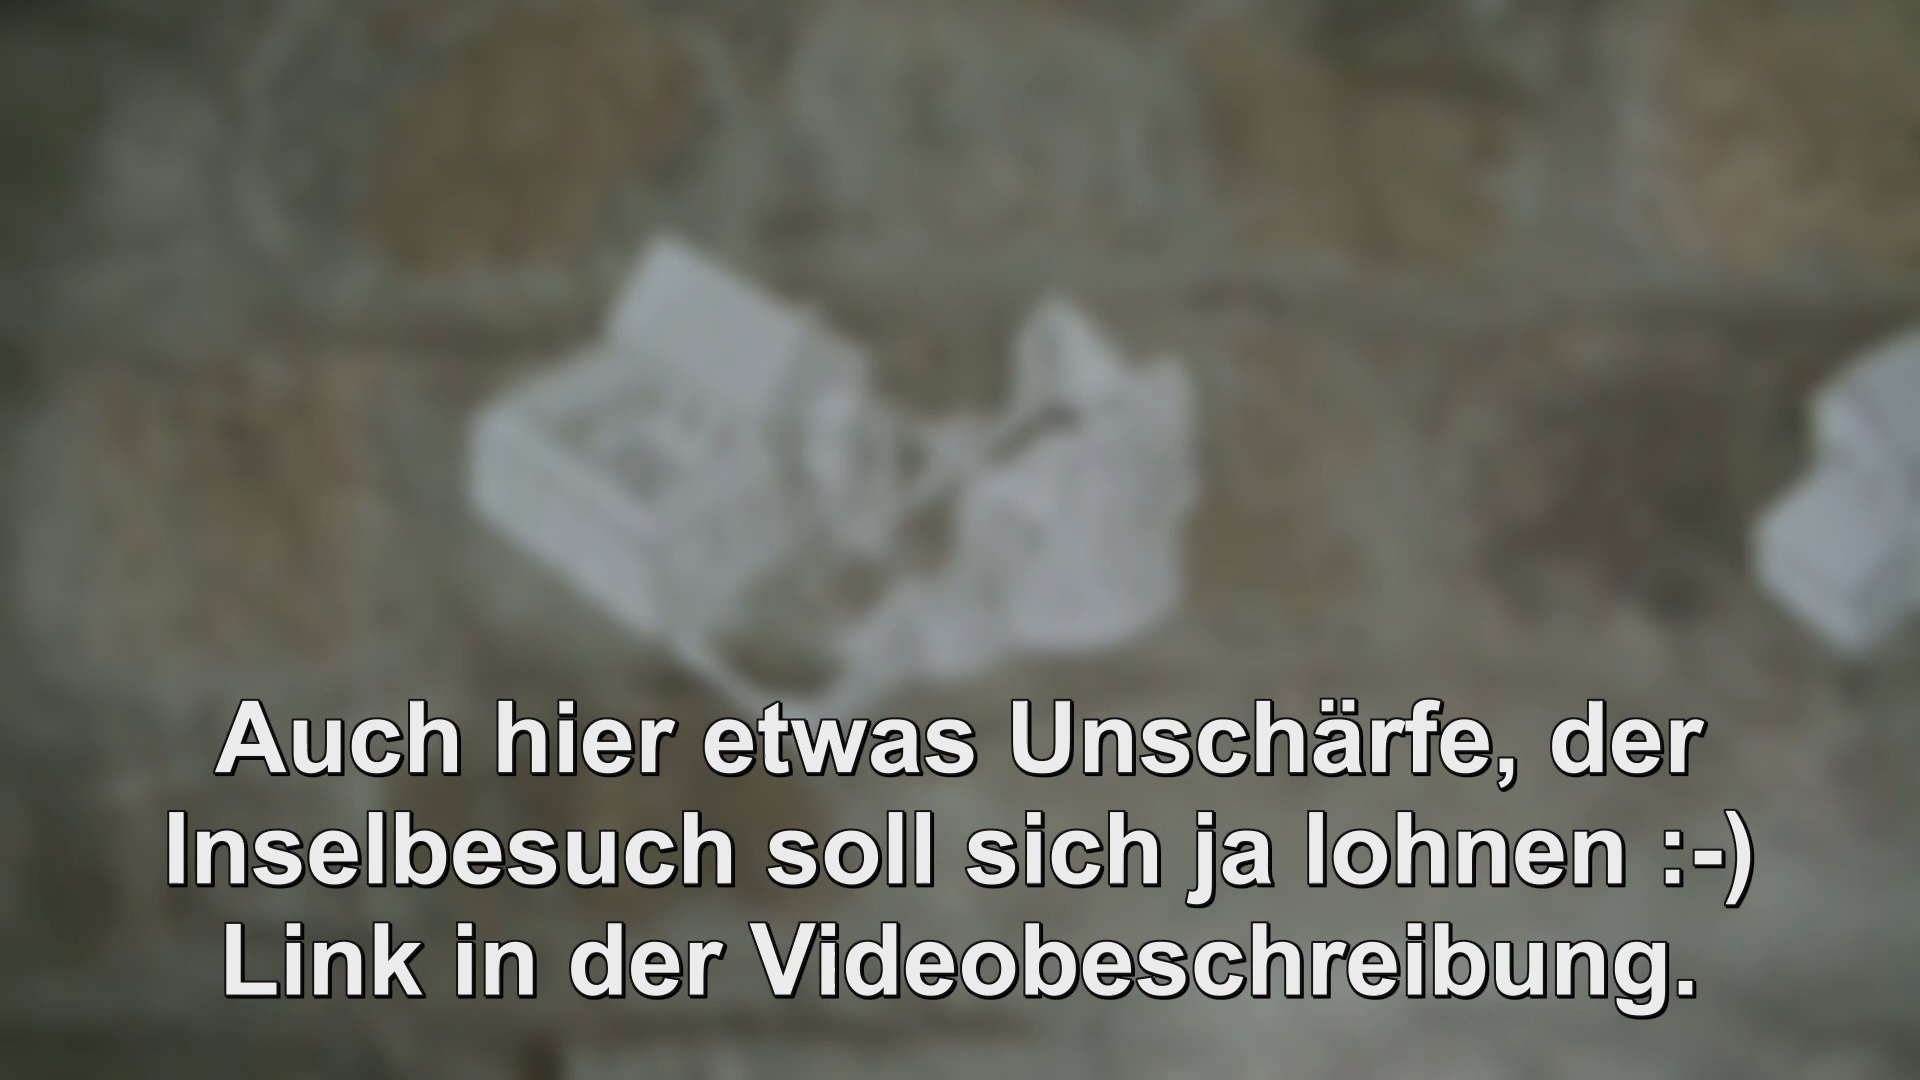 Auch hier etwas Unschärfe, der
Inselbesuch soll sich ja lohnen :-)
Link in der Videobeschreibung.